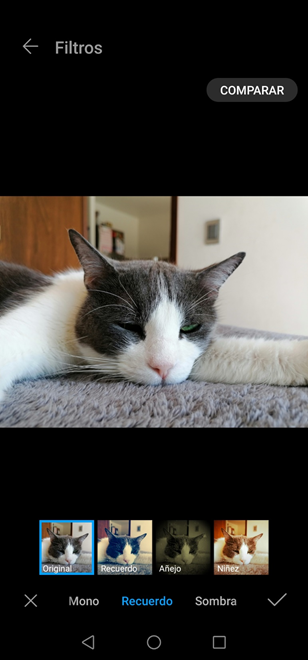 Filtros
COMPARAR
Original
Recuerdo
Añejo
Niñez
Mono
Recuerdo
Sombra